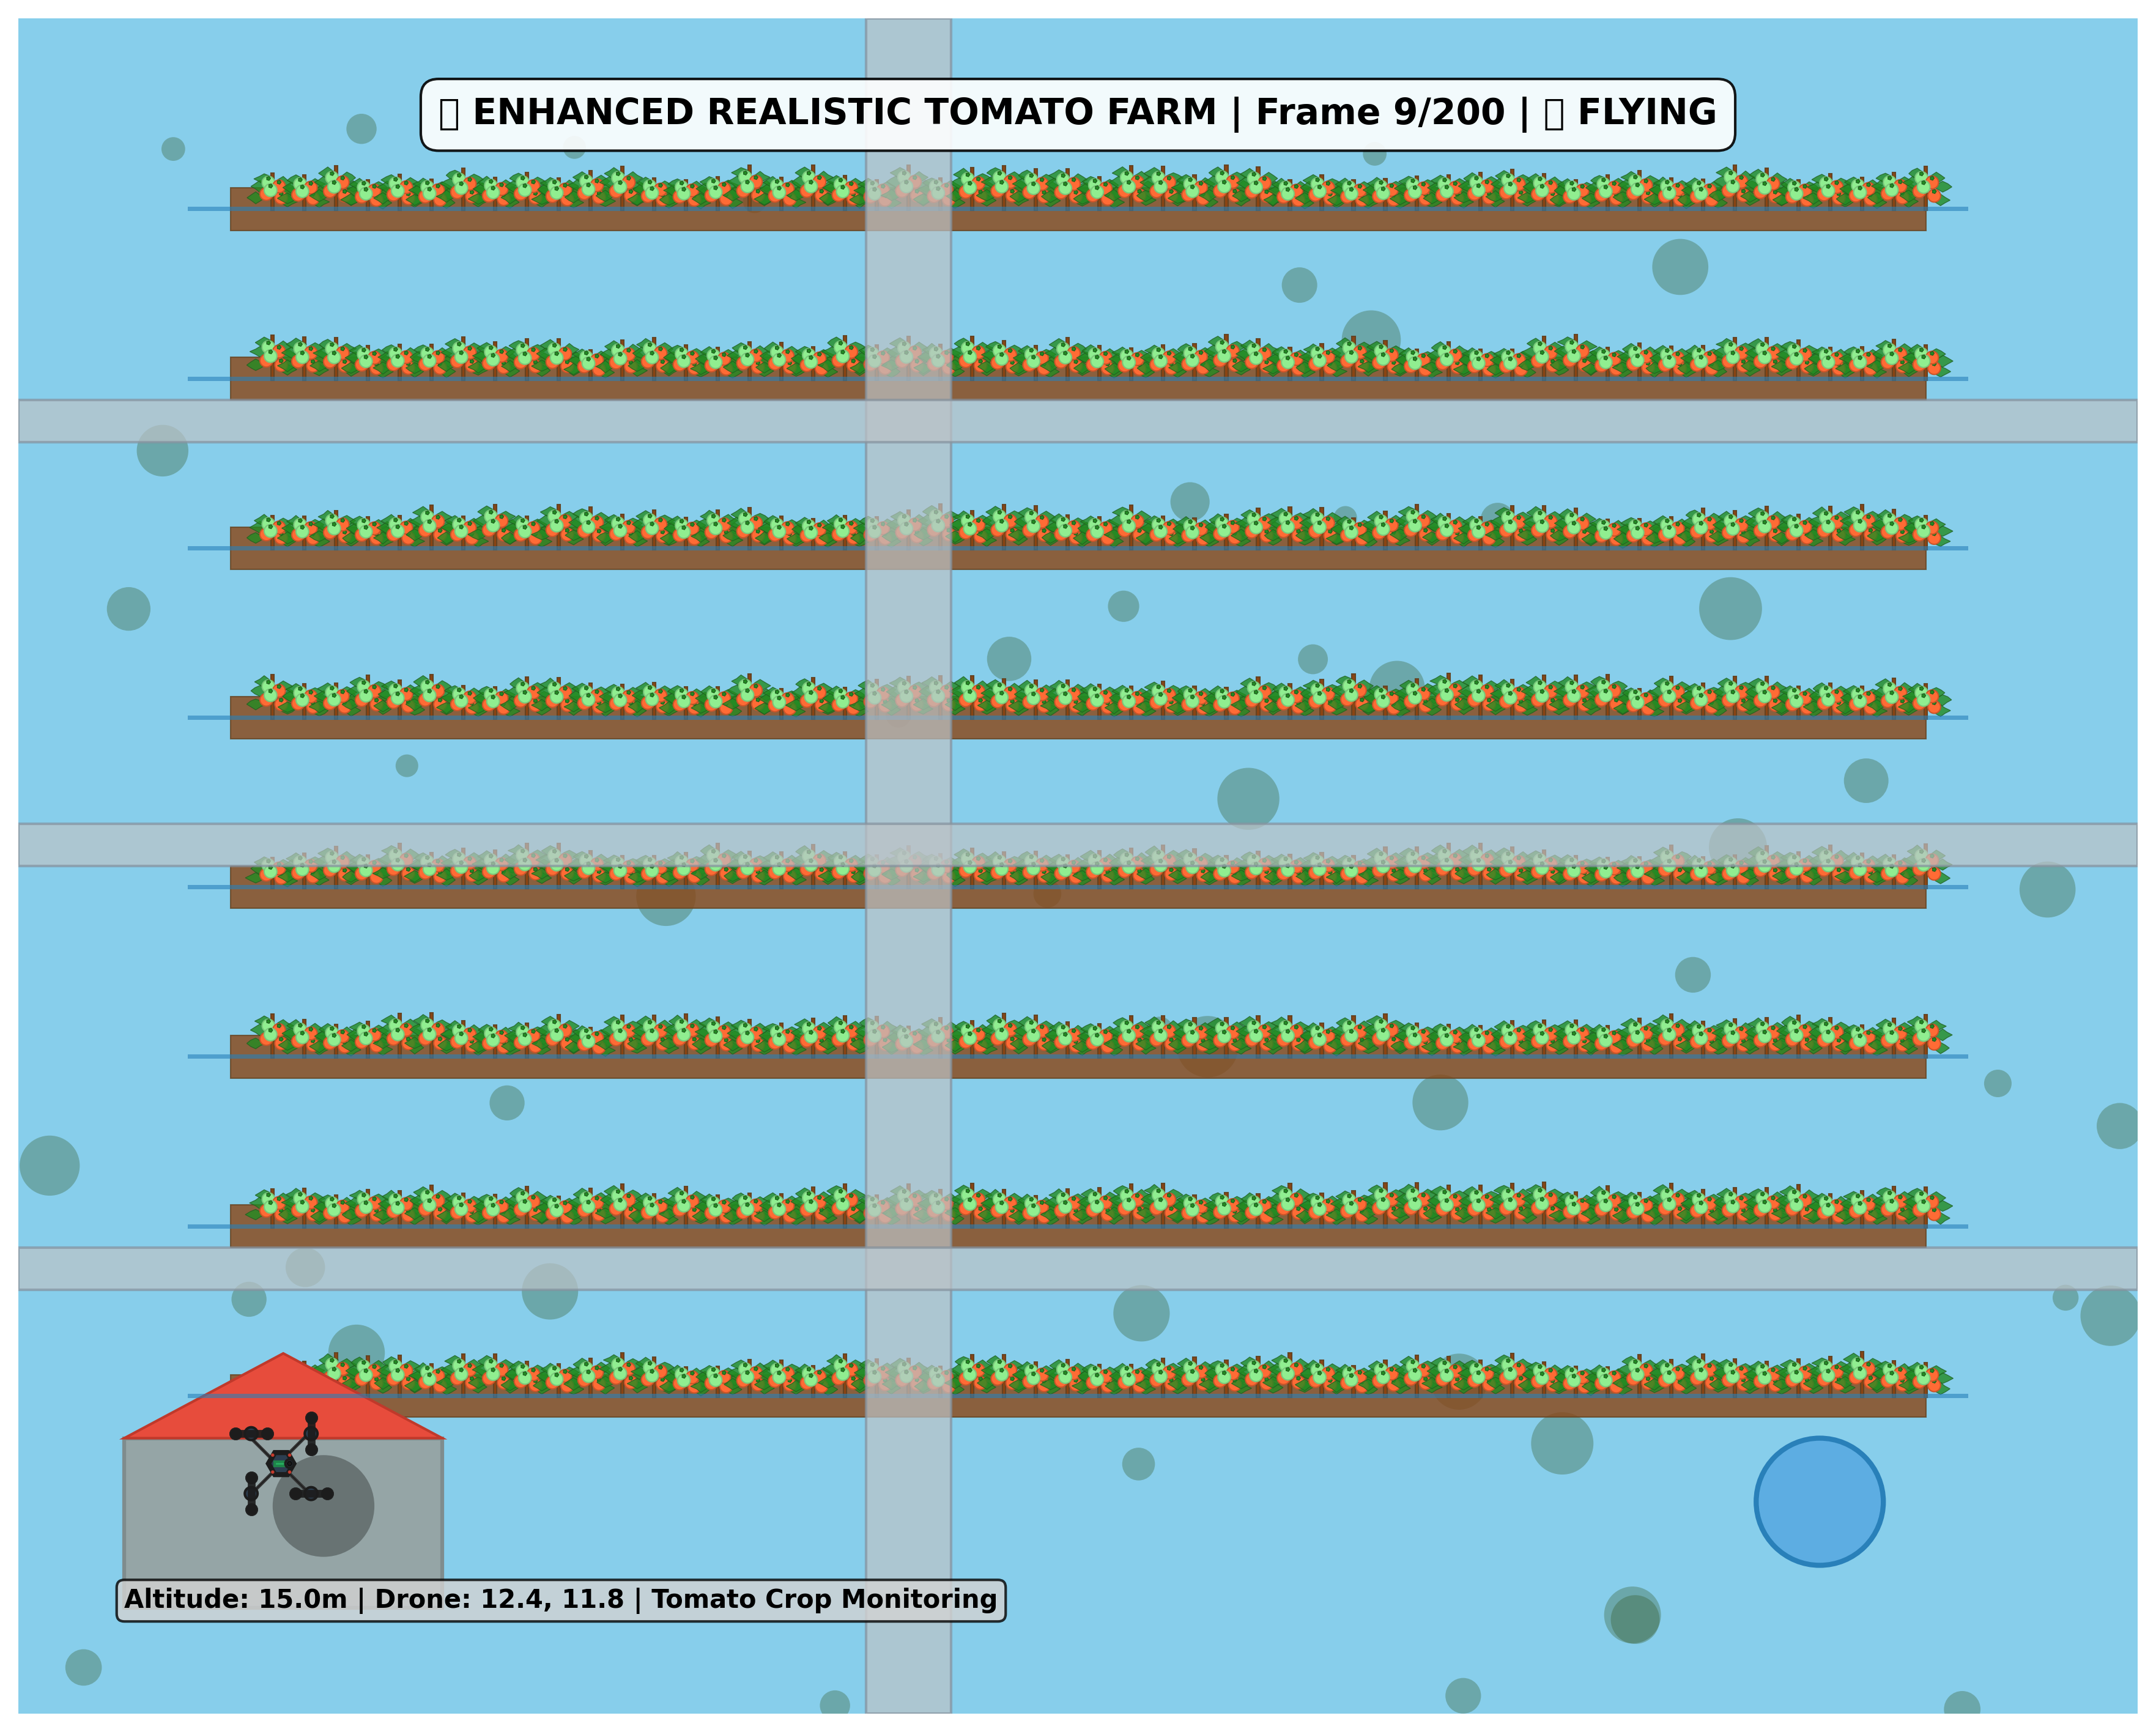 ▯ ENHANCED REALISTIC TOMATO FARM | Frame 9/200 | ▯ FLYING
Altitude: 15.0m | Drone: 12.4, 11.8 | Tomato Crop Monitoring